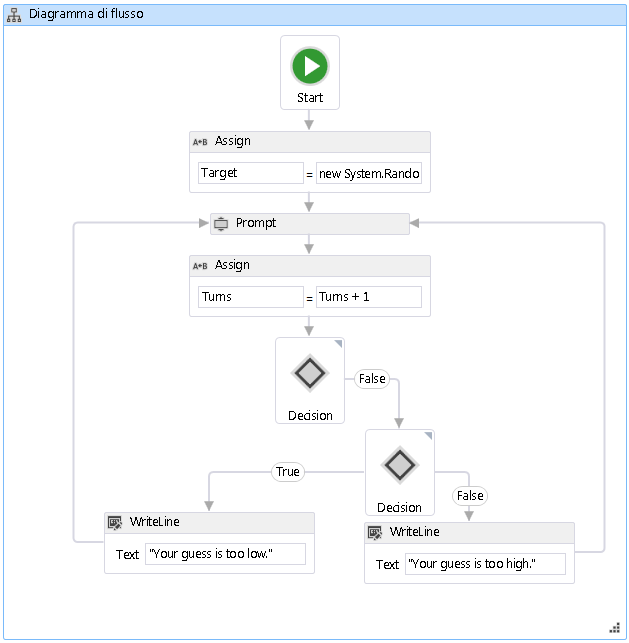 Diagramma di flusso
Start
A+B Assign
Target = new System.Rando
Prompt
A+B Assign
Turns = Turns + 1
False
Decision
True
Decision
False
WriteLine
Text "Your guess is too low."
WriteLine
Text "Your guess is too high."